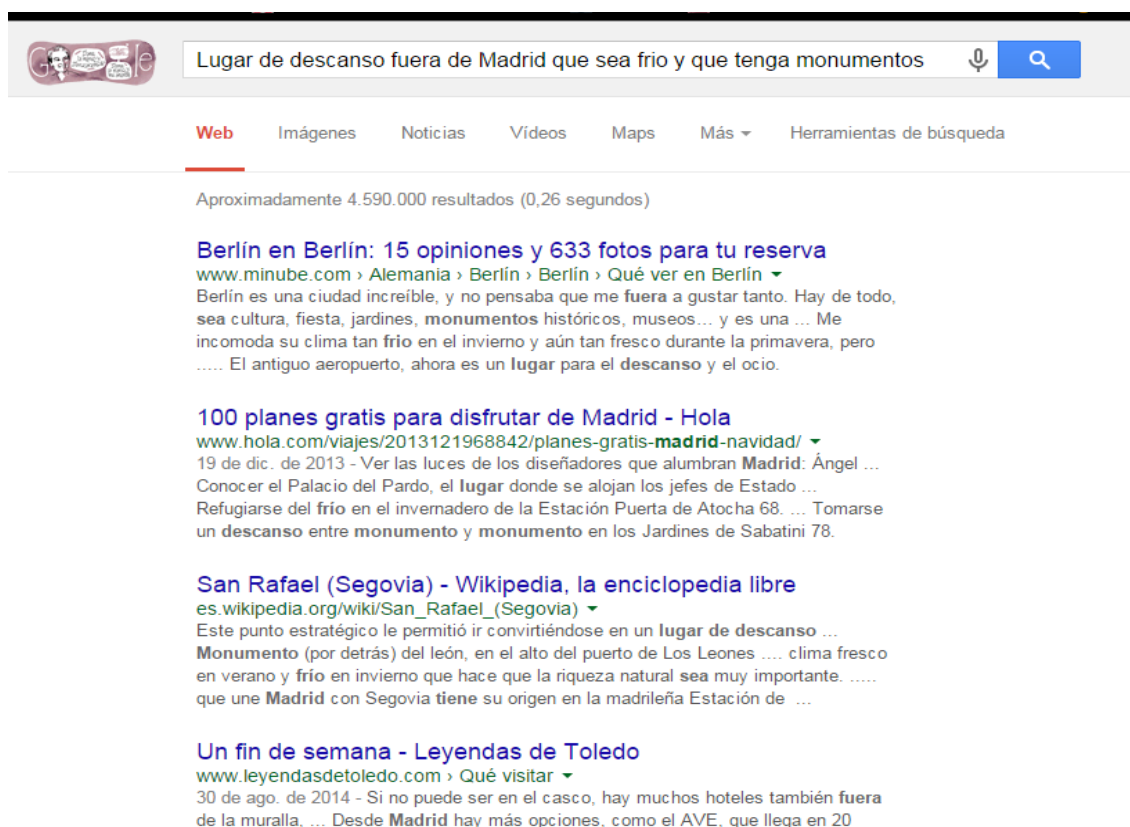 Lugar de descanso fuera de Madrid que sea frio y que tenga monumentos
Web Imágenes Noticias Vídeos Maps Más Herramientas de búsqueda
Aproximadamente 4.590.000 resultados (0,26 segundos)
Berlín en Berlín: 15 opiniones y 633 fotos para tu reserva
www.minube.com › Alemania › Berlín › Berlín › Qué ver en Berlín
Berlín es una ciudad increíble, y no pensaba que me fuera a gustar tanto. Hay de todo,
sea cultura, fiesta, jardines, monumentos históricos, museos... y es una ... Me
incomoda su clima tan frio en el invierno y aún tan fresco durante la primavera, pero
..... El antiguo aeropuerto, ahora es un lugar para el descanso y el ocio.
100 planes gratis para disfrutar de Madrid - Hola
www.hola.com/viajes/2013121968842/planes-gratis-madrid-navidad/
19 de dic. de 2013 - Ver las luces de los diseñadores que alumbran Madrid: Ángel ...
Conocer el Palacio del Pardo, el lugar donde se alojan los jefes de Estado ...
Refugiarse del frío en el invernadero de la Estación Puerta de Atocha 68. ... Tomarse
un descanso entre monumento y monumento en los Jardines de Sabatini 78.
San Rafael (Segovia) - Wikipedia, la enciclopedia libre
es.wikipedia.org/wiki/San_Rafael_(Segovia)
Este punto estratégico le permitió ir convirtiéndose en un lugar de descanso ...
Monumento (por detrás) del león, en el alto del puerto de Los Leones .... clima fresco
en verano y frío en invierno que hace que la riqueza natural sea muy importante. .....
que une Madrid con Segovia tiene su origen en la madrileña Estación de ...
Un fin de semana - Leyendas de Toledo
www.leyendasdetoledo.com › Qué visitar
30 de ago. de 2014 - Si no puede ser en el casco, hay muchos hoteles también fuera
de la muralla, ... Desde Madrid hay más opciones, como el AVE, que llega en 20